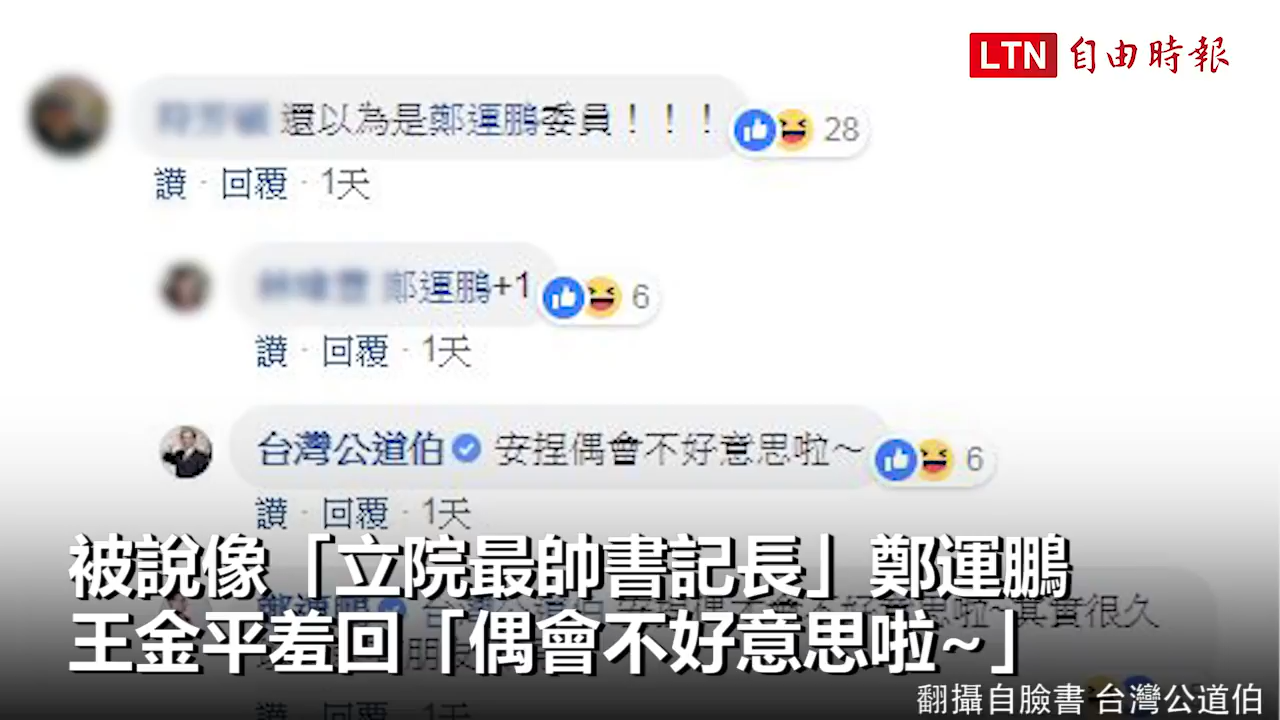 LTN 自由時報
還以為是鄭運鵬委員！！！ 28
讚 · 回覆 · 1天
鄭運鵬+1 6
讚 · 回覆 · 1天
台灣公道伯 安捏偶會不好意思啦～ 6
讚 · 回覆 · 1天
被說像「立院最帥書記長」鄭運鵬
王金平羞回「偶會不好意思啦~」
翻攝自臉書 台灣公道伯